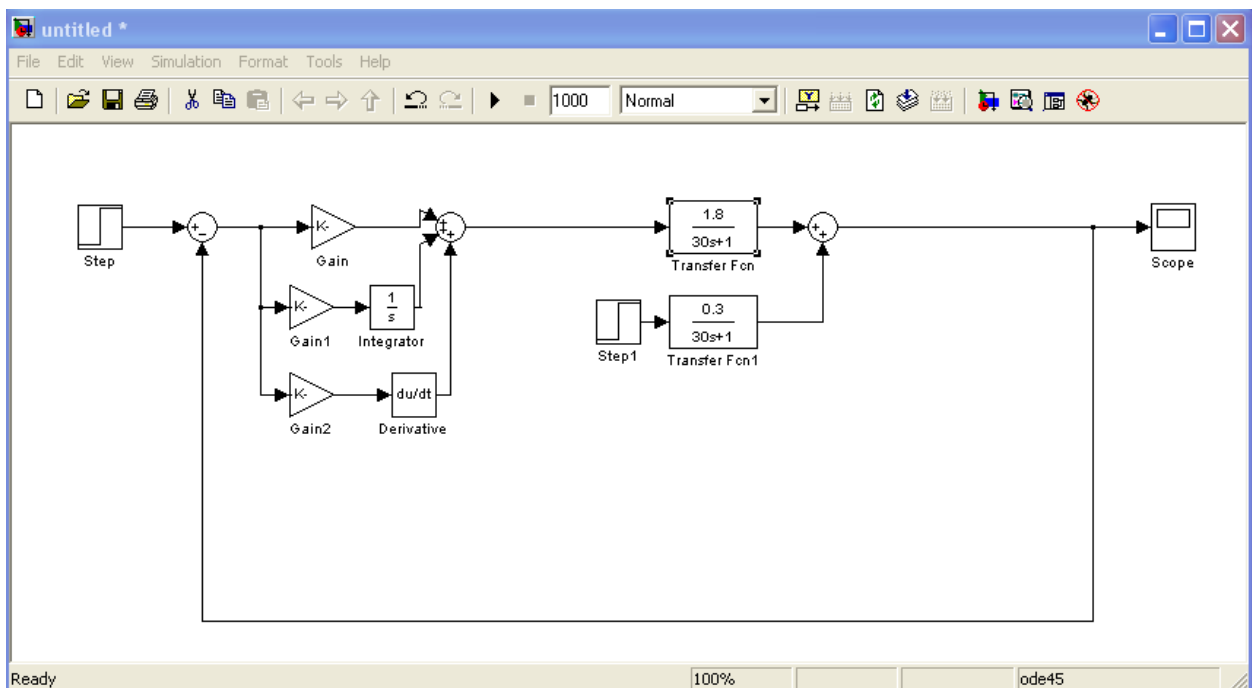 untitled *
File Edit View Simulation Format Tools Help
1000 Normal
Step
K-
Gain
K-
Gain1
1
s
Integrator
K-
Gain2
du/dt
Derivative
1.8
30s+1
Transfer Fcn
Step1
0.3
30s+1
Transfer Fcn1
Scope
Ready 100% ode45